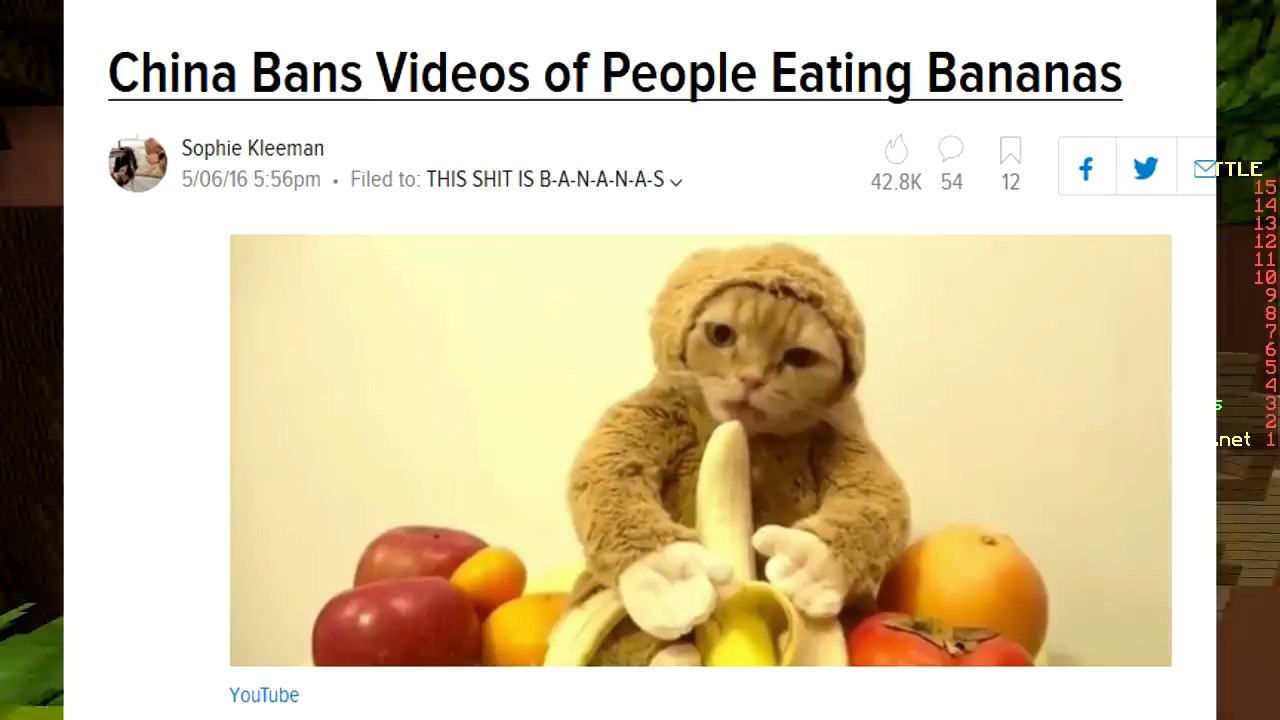 China Bans Videos of People Eating Bananas
Sophie Kleeman
5/06/16 5:56pm • Filed to: THIS SHIT IS B-A-N-A-N-A-S
42.8K
54
12
TTLE
15
14
13
12
11
10
9
8
7
6
5
4
s 3
2
.net 1
YouTube